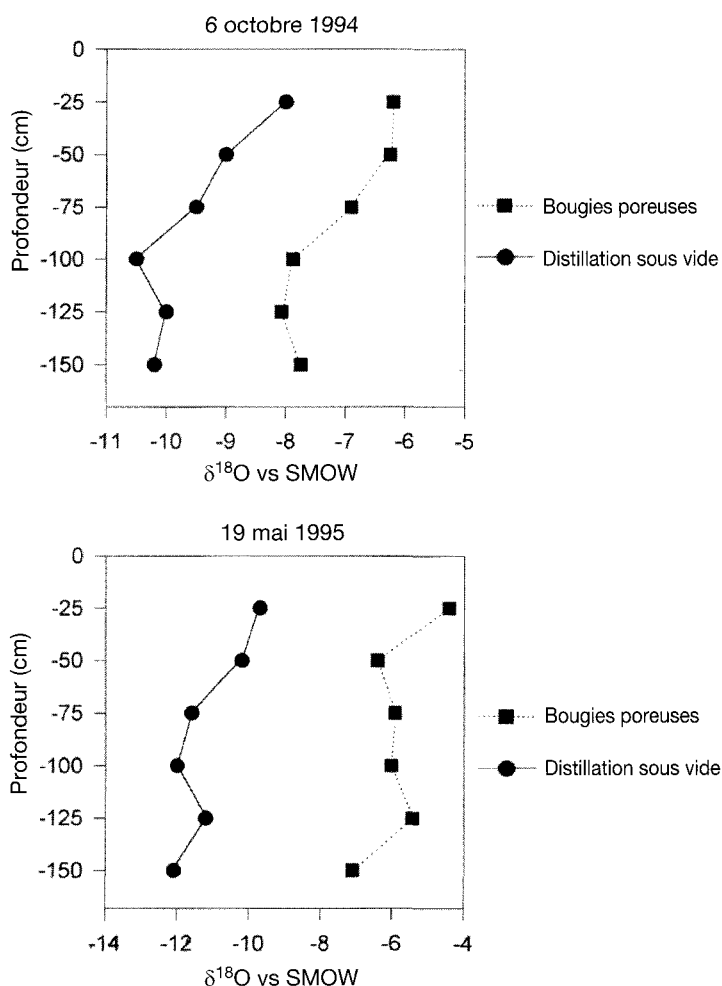 6 octobre 1994
0
-25
-50
-75
-100
-125
-150
Profondeur (cm)
-11 -10 -9 -8 -7 -6 -5
δ¹⁸O vs SMOW
Bougies poreuses
Distillation sous vide
19 mai 1995
0
-25
-50
-75
-100
-125
-150
Profondeur (cm)
-14 -12 -10 -8 -6 -4
δ¹⁸O vs SMOW
Bougies poreuses
Distillation sous vide